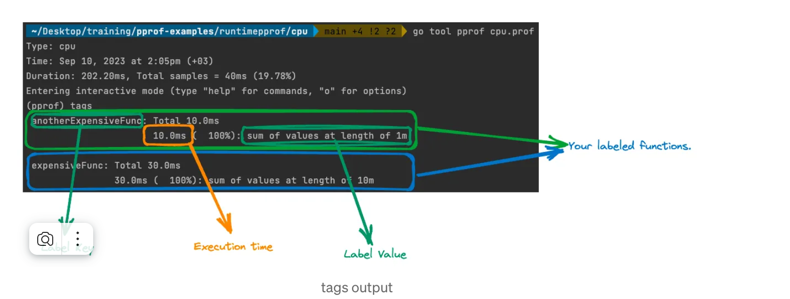 ~/Desktop/training/pprof-examples/runtimepprof/cpu main +4 !2 ?2 go tool pprof cpu.prof
Type: cpu
Time: Sep 10, 2023 at 2:05pm (+03)
Duration: 202.20ms, Total samples = 40ms (19.78%)
Entering interactive mode (type "help" for commands, "o" for options)
(pprof) tags
anotherExpensiveFunc: Total 10.0ms
10.0ms ( 100%): sum of values at length of 1m
Your labeled functions.
expensiveFunc: Total 30.0ms
30.0ms ( 100%): sum of values at length of 10m
Label Key
Execution time
Label Value
tags output